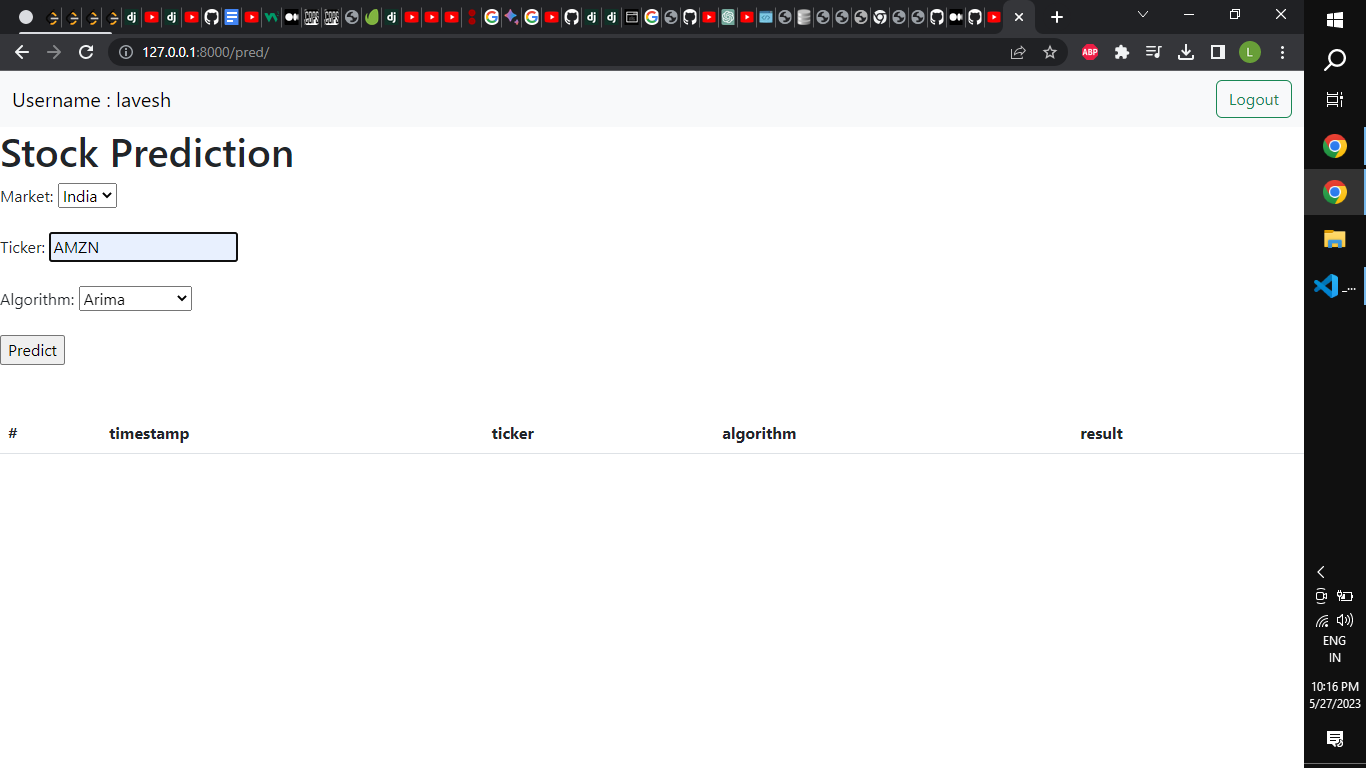 127.0.0.1:8000/pred/
ABP
L
Username : lavesh
Logout
Stock Prediction
Market: India
Ticker: AMZN
Algorithm: Arima
Predict
# timestamp ticker algorithm result
_...
ENG
IN
10:16 PM
5/27/2023